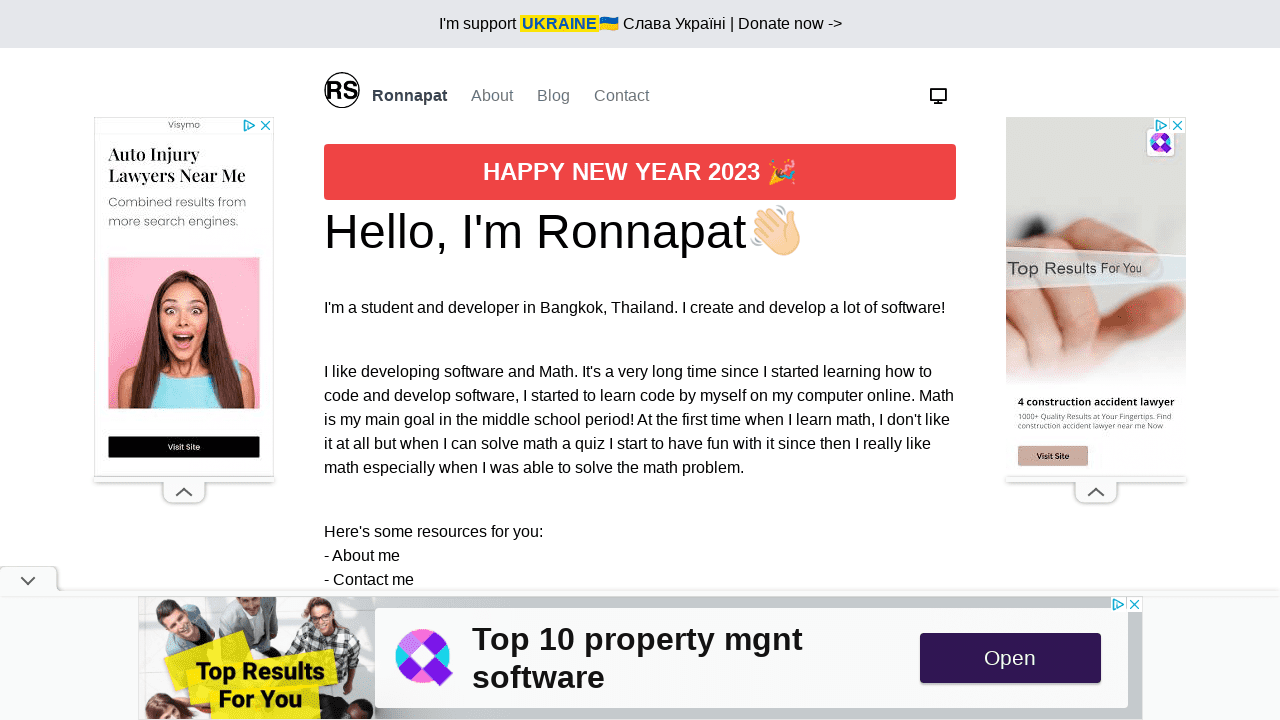 I'm support UKRAINE🇺🇦 Слава Україні | Donate now ->
RS
Ronnapat
About
Blog
Contact
HAPPY NEW YEAR 2023 🎉
Hello, I'm Ronnapat👋🏻
I'm a student and developer in Bangkok, Thailand. I create and develop a lot of software!
I like developing software and Math. It's a very long time since I started learning how to
code and develop software, I started to learn code by myself on my computer online. Math
is my main goal in the middle school period! At the first time when I learn math, I don't like
it at all but when I can solve math a quiz I start to have fun with it since then I really like
math especially when I was able to solve the math problem.
Here's some resources for you:
- About me
- Contact me
Visymo
Auto Injury
Lawyers Near Me
Combined results from
more search engines.
Visit Site
Top Results For You
4 construction accident lawyer
1000+ Quality Results at Your Fingertips. Find
construction accident lawyer near me Now
Visit Site
Top Results
For You
Top 10 property mgnt
software
Open